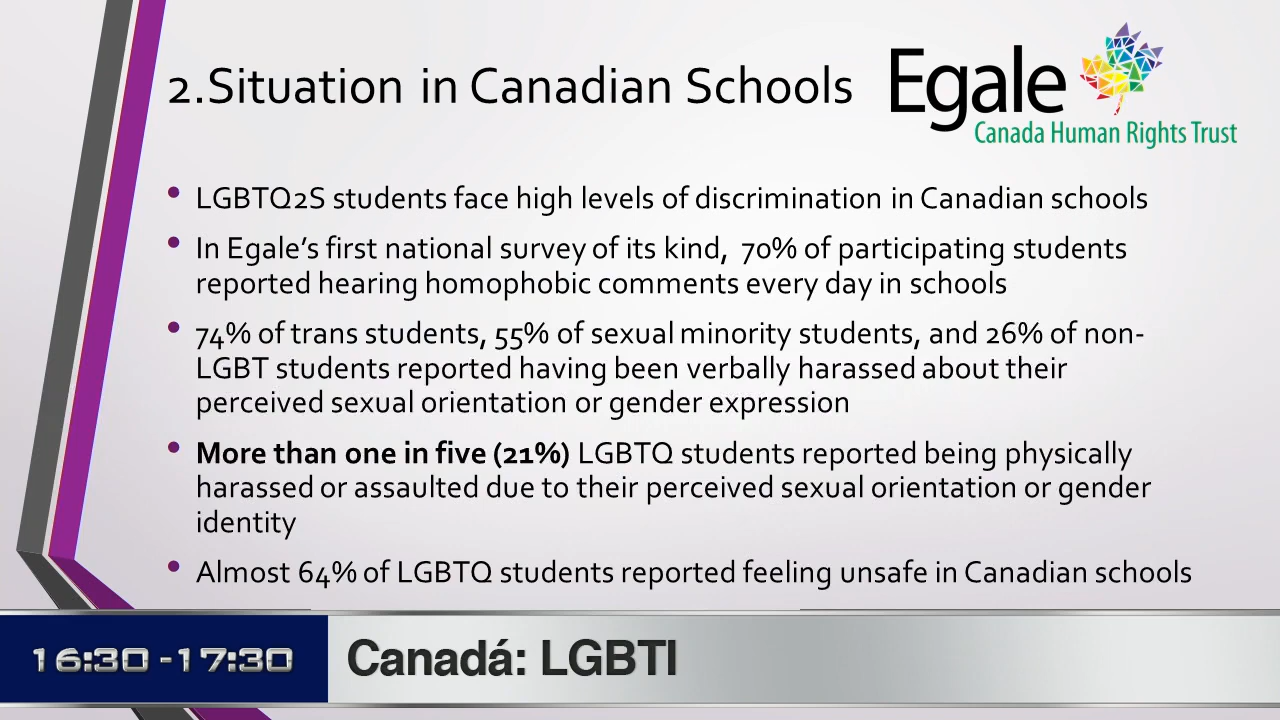 2.Situation in Canadian Schools
Egale
Canada Human Rights Trust
• LGBTQ2S students face high levels of discrimination in Canadian schools
• In Egale’s first national survey of its kind, 70% of participating students
reported hearing homophobic comments every day in schools
• 74% of trans students, 55% of sexual minority students, and 26% of non-
LGBT students reported having been verbally harassed about their
perceived sexual orientation or gender expression
• More than one in five (21%) LGBTQ students reported being physically
harassed or assaulted due to their perceived sexual orientation or gender
identity
• Almost 64% of LGBTQ students reported feeling unsafe in Canadian schools
16:30 -17:30
Canadá: LGBTI